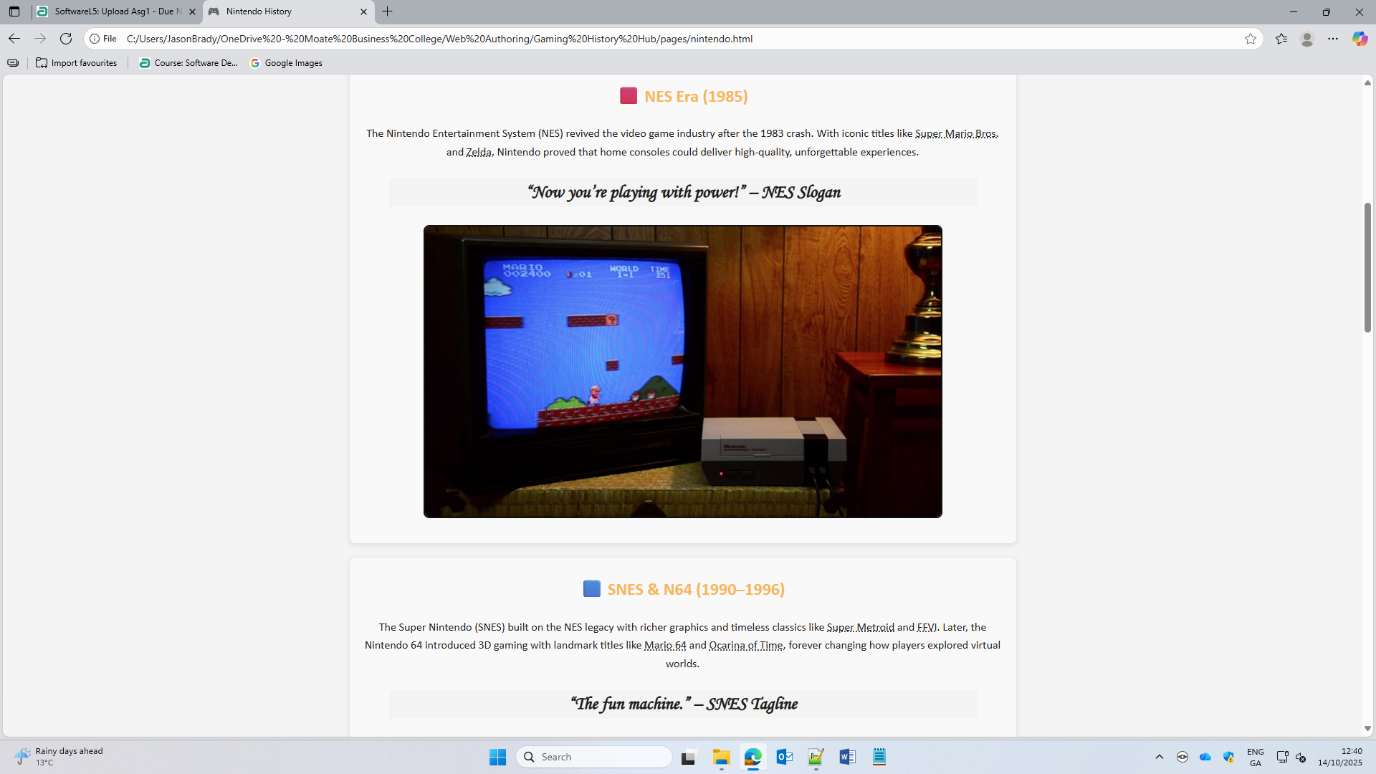 SoftwareL5: Upload Asg1 - Due N
Nintendo History
File
C:/Users/JasonBrady/OneDrive%20-%20Moate%20Business%20College/Web%20Authoring/Gaming%20History%20Hub/pages/nintendo.html
Import favourites
Course: Software De...
Google Images
NES Era (1985)
The Nintendo Entertainment System (NES) revived the video game industry after the 1983 crash. With iconic titles like Super Mario Bros.
and Zelda, Nintendo proved that home consoles could deliver high-quality, unforgettable experiences.
“Now you’re playing with power!” – NES Slogan
MARIO WORLD TIME
002400 ×01 1-1 351
Nintendo
SNES & N64 (1990–1996)
The Super Nintendo (SNES) built on the NES legacy with richer graphics and timeless classics like Super Metroid and FFVI. Later, the
Nintendo 64 introduced 3D gaming with landmark titles like Mario 64 and Ocarina of Time, forever changing how players explored virtual
worlds.
“The fun machine.” – SNES Tagline
Rainy days ahead
13°C
Search
ENG
GA
12:40
14/10/2025